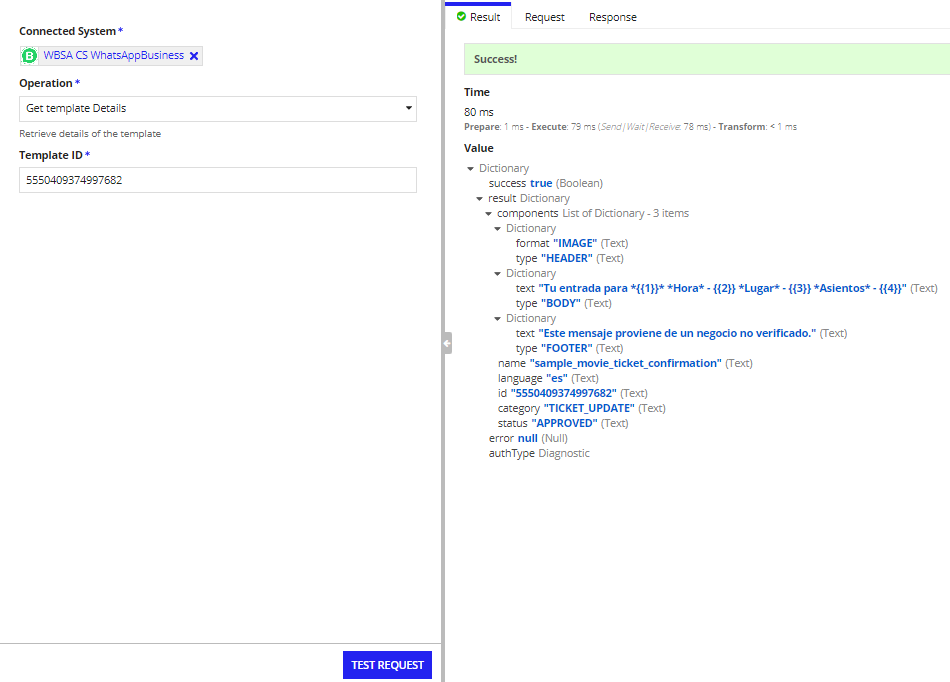 Connected System *
WBSA CS WhatsAppBusiness
Operation *
Get template Details
Retrieve details of the template
Template ID *
5550409374997682
TEST REQUEST
Result Request Response
Success!
Time
80 ms
Prepare: 1 ms - Execute: 79 ms (Send|Wait|Receive: 78 ms) - Transform: < 1 ms
Value
Dictionary
success true (Boolean)
result Dictionary
components List of Dictionary - 3 items
Dictionary
format "IMAGE" (Text)
type "HEADER" (Text)
Dictionary
text "Tu entrada para *{{1}}* *Hora* - {{2}} *Lugar* - {{3}} *Asientos* - {{4}}" (Text)
type "BODY" (Text)
Dictionary
text "Este mensaje proviene de un negocio no verificado." (Text)
type "FOOTER" (Text)
name "sample_movie_ticket_confirmation" (Text)
language "es" (Text)
id "5550409374997682" (Text)
category "TICKET_UPDATE" (Text)
status "APPROVED" (Text)
error null (Null)
authType Diagnostic